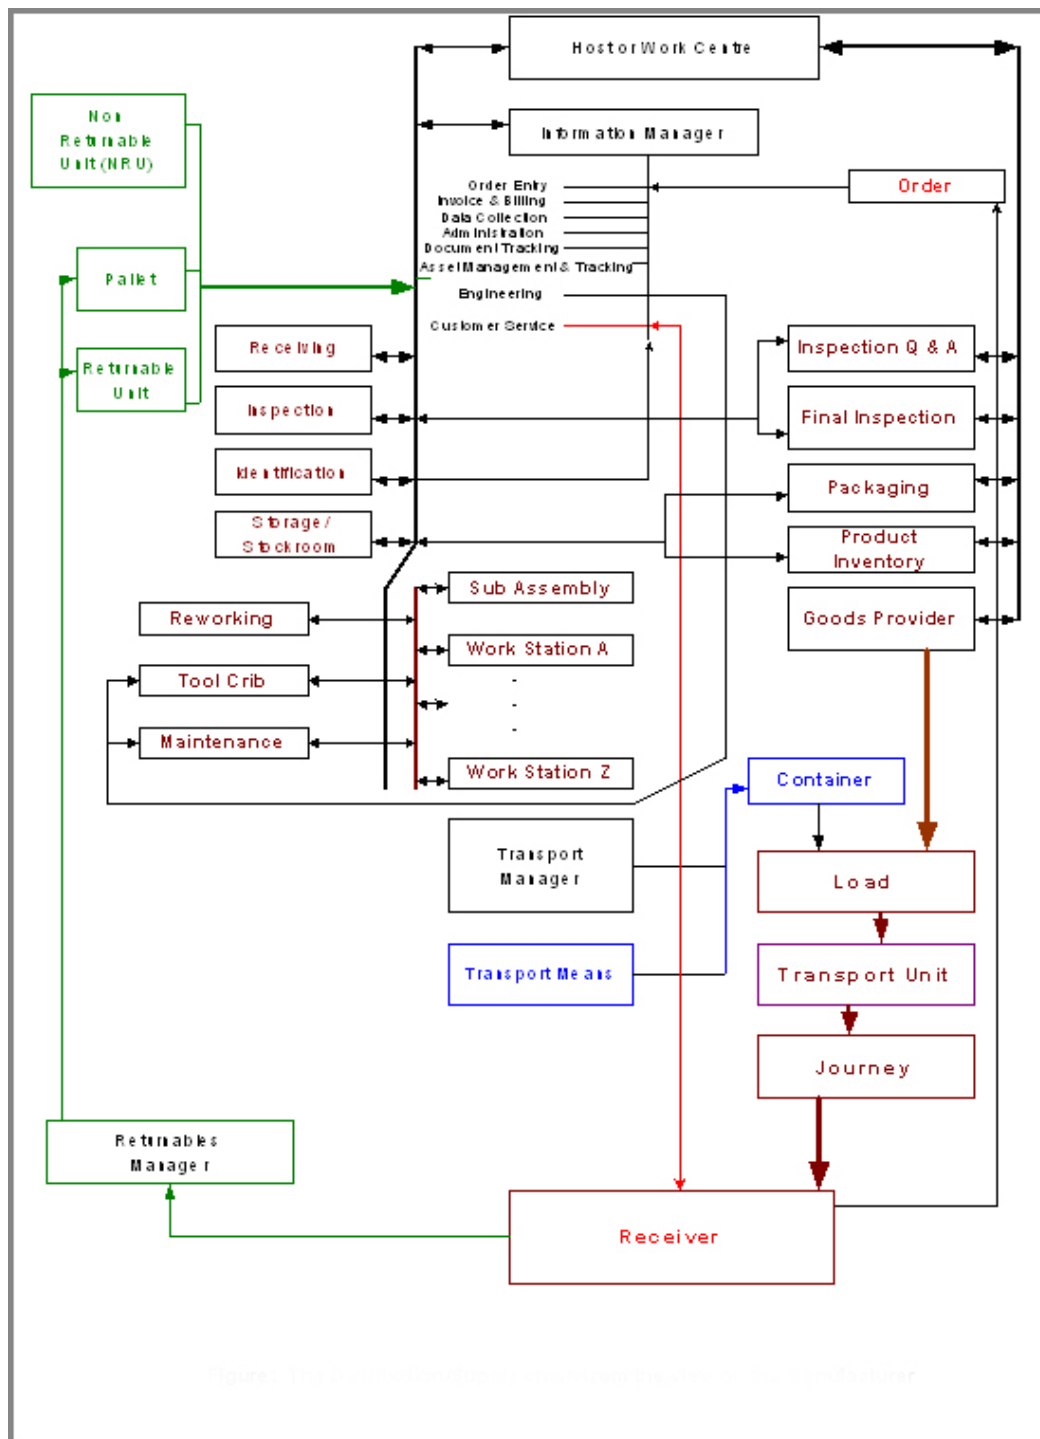 Host or Work Centre
Non
Returnable
Unit (NRU)
Information Manager
Order Entry
Order
Invoice & Billing
Data Collection
Administration
Document Tracking
Asset Management & Tracking
Pallet
Engineering
Customer Service
Receiving
Inspection Q & A
Returnable
Unit
Inspection
Final Inspection
Identification
Packaging
Storage /
Stockroom
Product
Inventory
Sub Assembly
Reworking
Goods Provider
Work Station A
Tool Crib
-
-
-
Maintenance
Work Station Z
Container
Transport
Manager
Load
Transport Means
Transport Unit
Journey
Returnables
Manager
Receiver